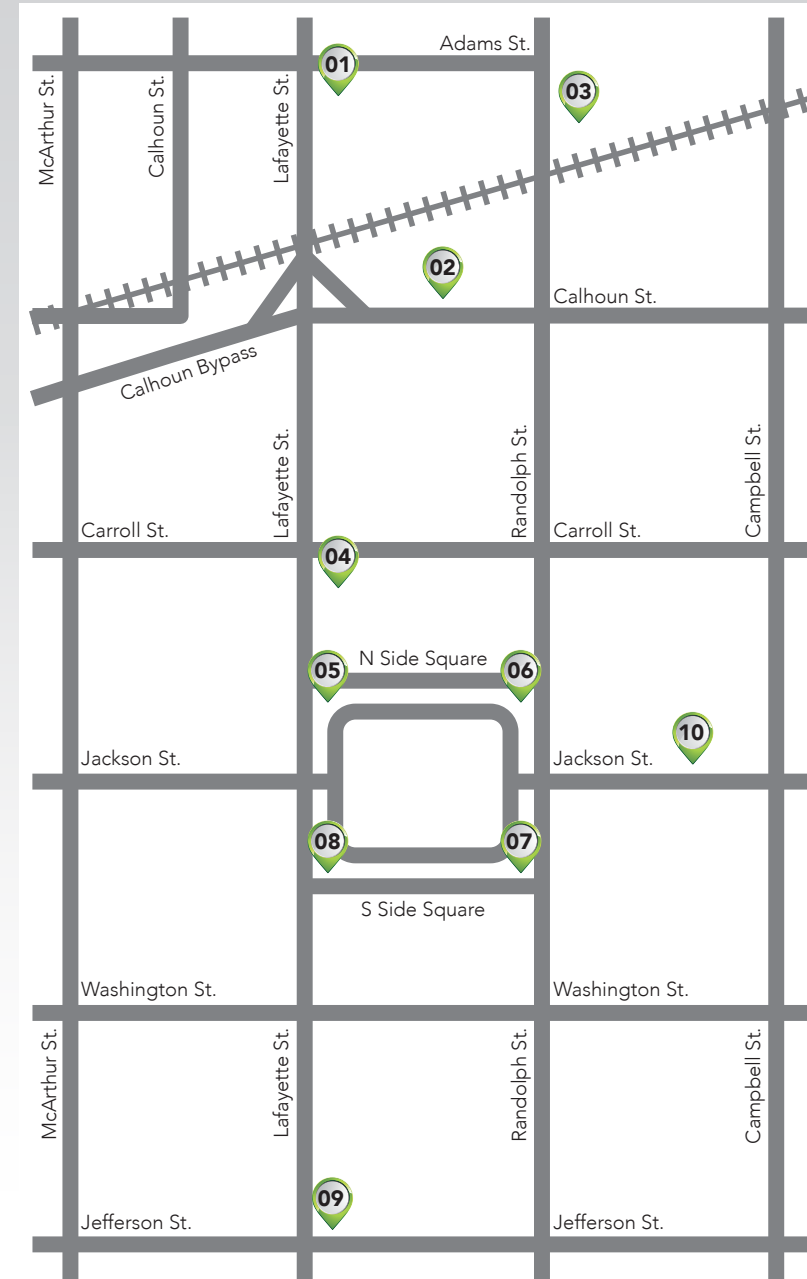 Adams St.
01
McArthur St.
Calhoun St.
Lafayette St.
03
02
Calhoun St.
Calhoun Bypass
Lafayette St.
Randolph St.
Campbell St.
Carroll St.
Carroll St.
04
N Side Square
05
06
10
Jackson St.
Jackson St.
08
07
S Side Square
Washington St.
Washington St.
McArthur St.
Lafayette St.
Randolph St.
Campbell St.
09
Jefferson St.
Jefferson St.